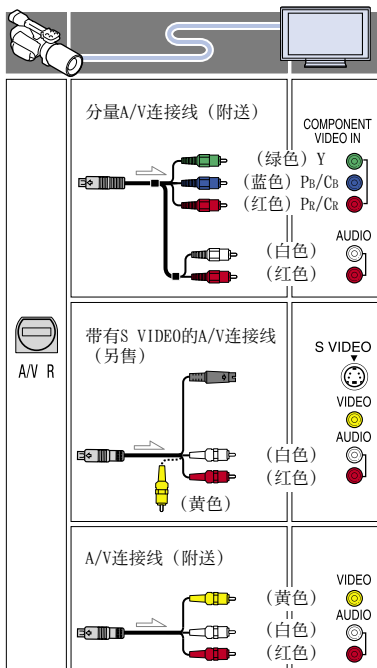 分量A/V连接线（附送）
COMPONENT
VIDEO IN
（绿色）Y
（蓝色）PB/CB
（红色）PR/CR
AUDIO
（白色）
（红色）
A/V R
带有S VIDEO的A/V连接线
（另售）
S VIDEO
VIDEO
AUDIO
（白色）
（红色）
（黄色）
A/V连接线（附送）
VIDEO
（黄色）
AUDIO
（白色）
（红色）